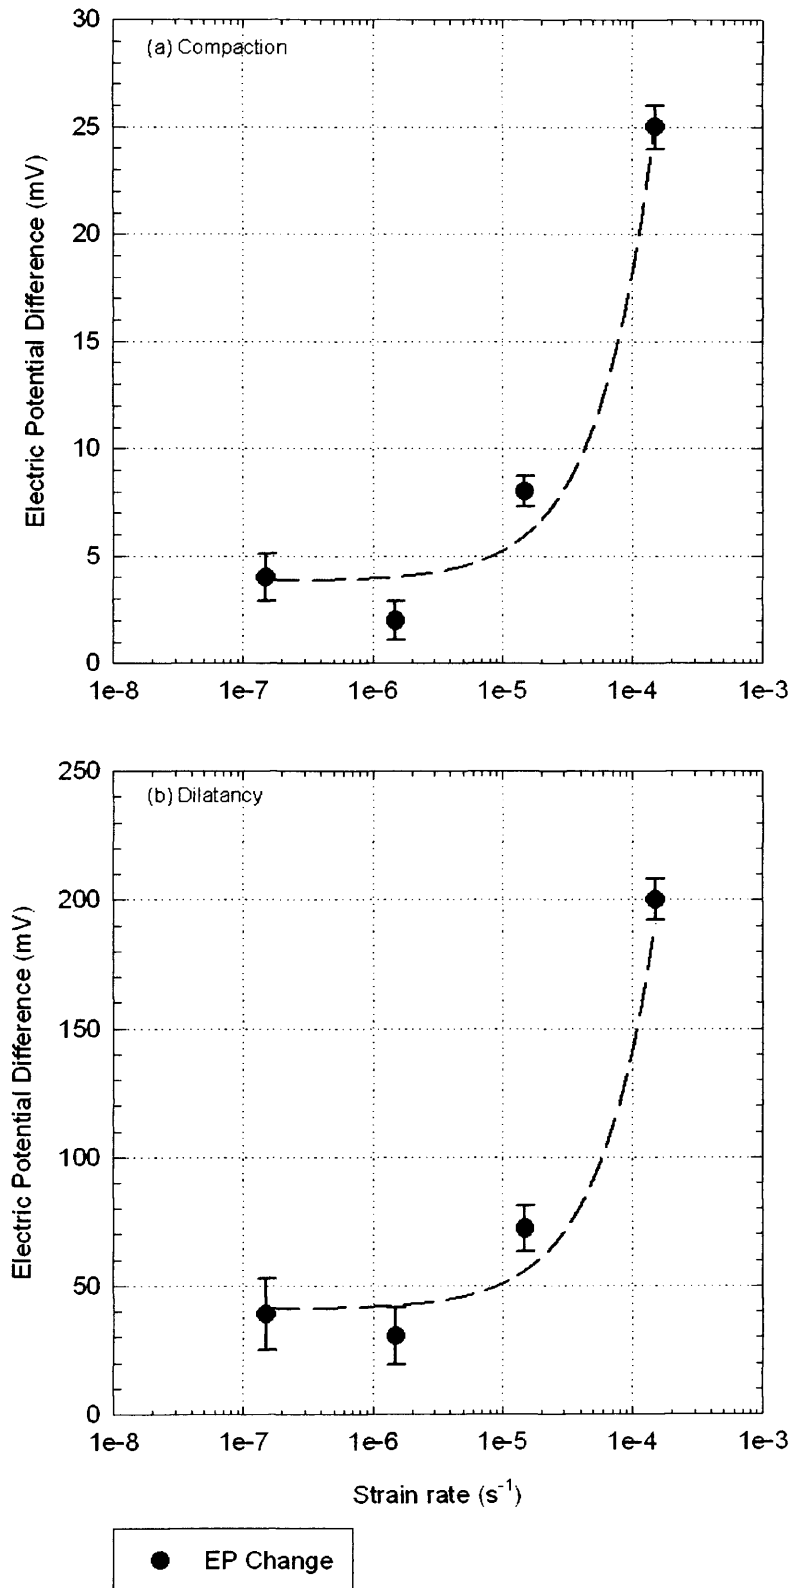 (a) Compaction
30
25
20
15
10
5
0
Electric Potential Difference (mV)
1e-8 1e-7 1e-6 1e-5 1e-4 1e-3
(b) Dilatancy
250
200
150
100
50
0
Electric Potential Difference (mV)
1e-8 1e-7 1e-6 1e-5 1e-4 1e-3
Strain rate (s⁻¹)
EP Change